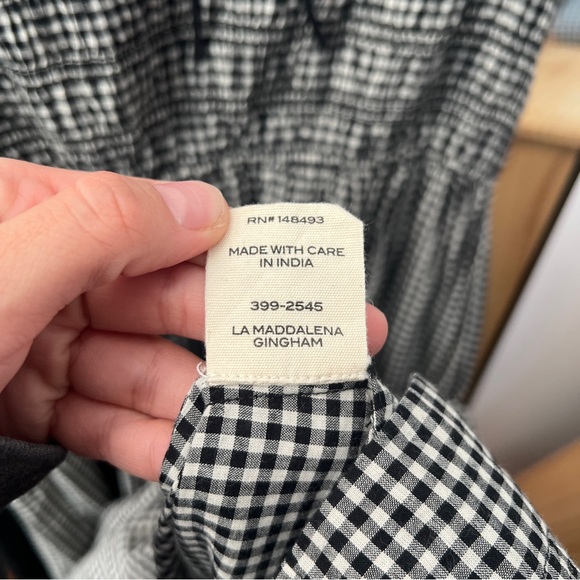 RN# 148493
MADE WITH CARE
IN INDIA
399-2545
LA MADDALENA
GINGHAM